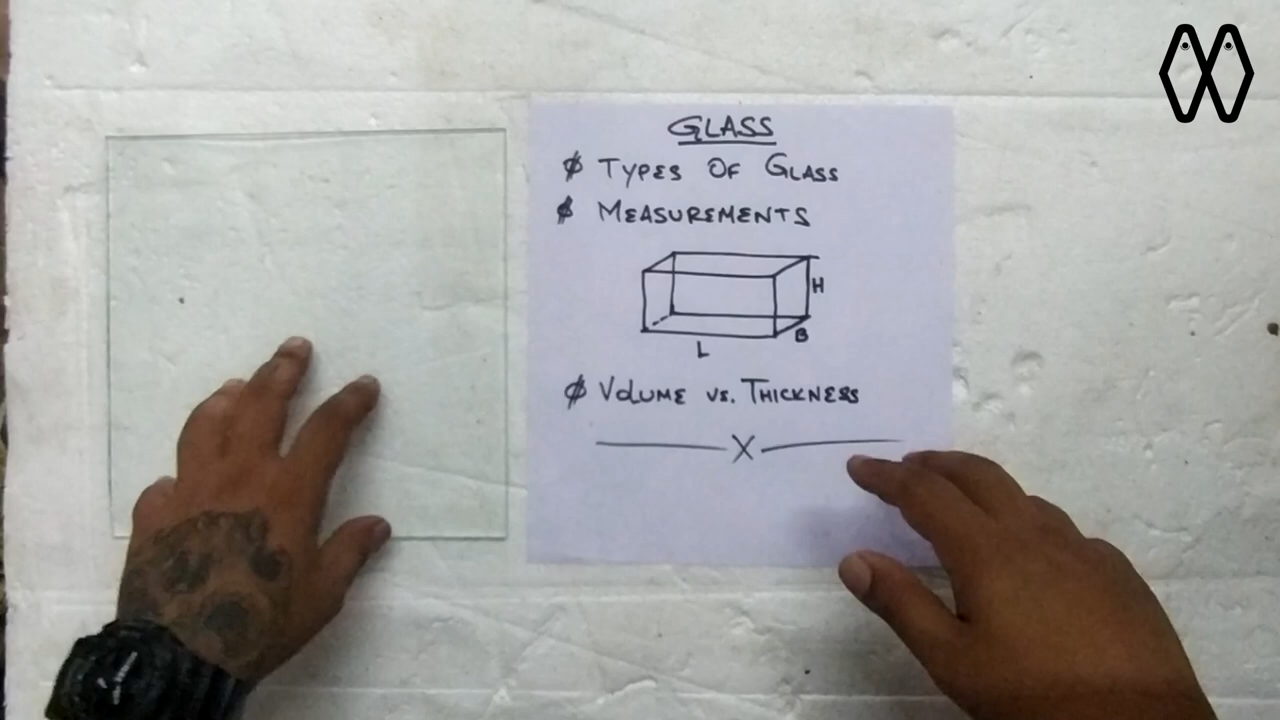 GLASS
TYPES OF GLASS
MEASUREMENTS
H
B
L
VOLUME VS. THICKNESS
X